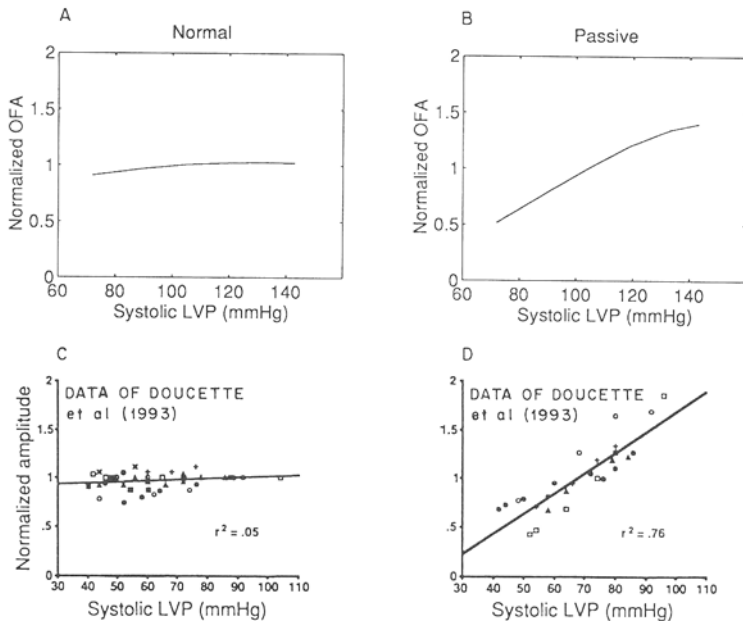 A
Normal
Normalized OFA
2
1.5
1
0.5
0
60 80 100 120 140
Systolic LVP (mmHg)
B
Passive
Normalized OFA
2
1.5
1
0.5
0
60 80 100 120 140
Systolic LVP (mmHg)
C
DATA OF DOUCETTE
et al (1993)
Normalized amplitude
2
1.5
1
.5
0
r² = .05
30 40 50 60 70 80 90 100 110
Systolic LVP (mmHg)
D
DATA OF DOUCETTE
et al (1993)
2
1.5
1
.5
0
r² = .76
30 40 50 60 70 80 90 100 110
Systolic LVP (mmHg)